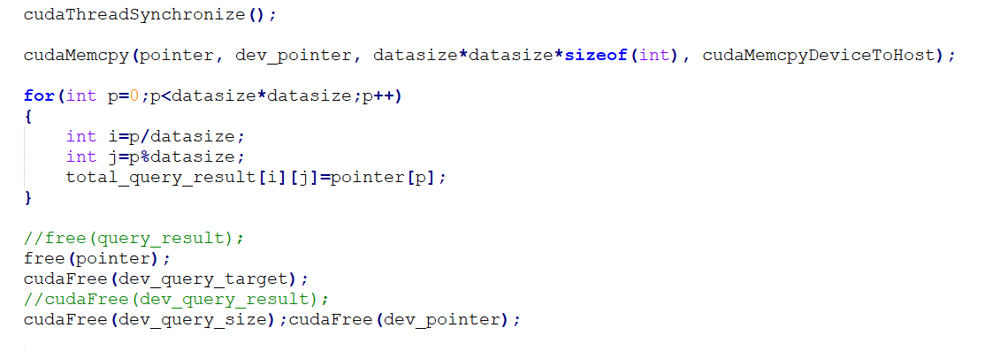 cudaThreadSynchronize();
cudaMemcpy(pointer, dev_pointer, datasize*datasize*sizeof(int), cudaMemcpyDeviceToHost);
for(int p=0;p<datasize*datasize;p++)
{
    int i=p/datasize;
    int j=p%datasize;
    total_query_result[i][j]=pointer[p];
}
//free(query_result);
free(pointer);
cudaFree(dev_query_target);
//cudaFree(dev_query_result);
cudaFree(dev_query_size);cudaFree(dev_pointer);